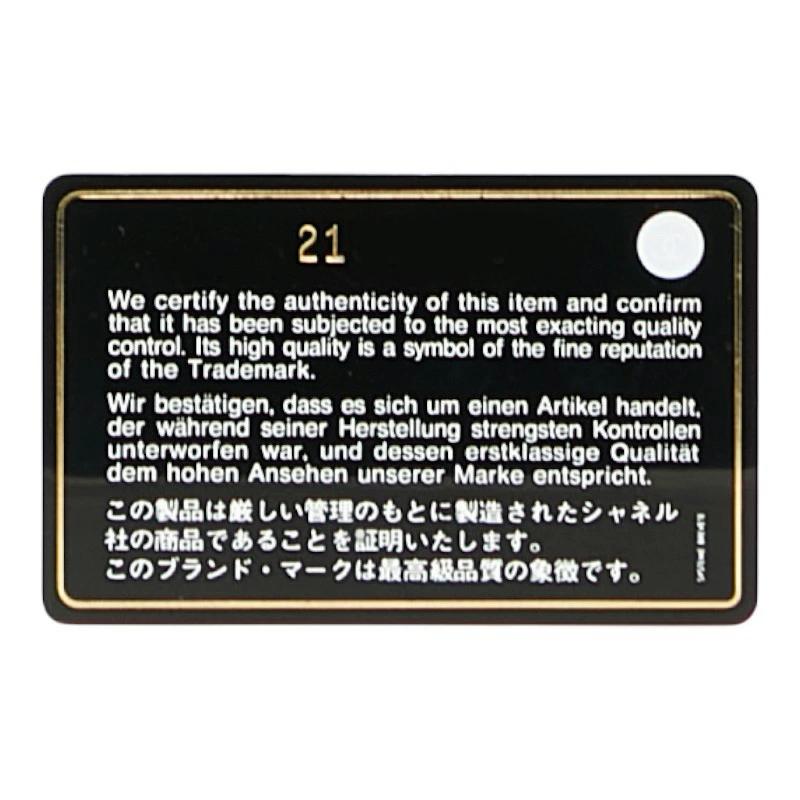 21
We certify the authenticity of this item and confirm
that it has been subjected to the most exacting quality
control. Its high quality is a symbol of the fine reputation
of the Trademark.
Wir bestätigen, dass es sich um einen Artikel handelt,
der während seiner Herstellung strengsten Kontrollen
unterworfen war, und dessen erstklassige Qualität
dem hohen Ansehen unserer Marke entspricht.
この製品は厳しい管理のもとに製造されたシャネル
社の商品であることを証明いたします。
このブランド・マークは最高級品質の象徴です。